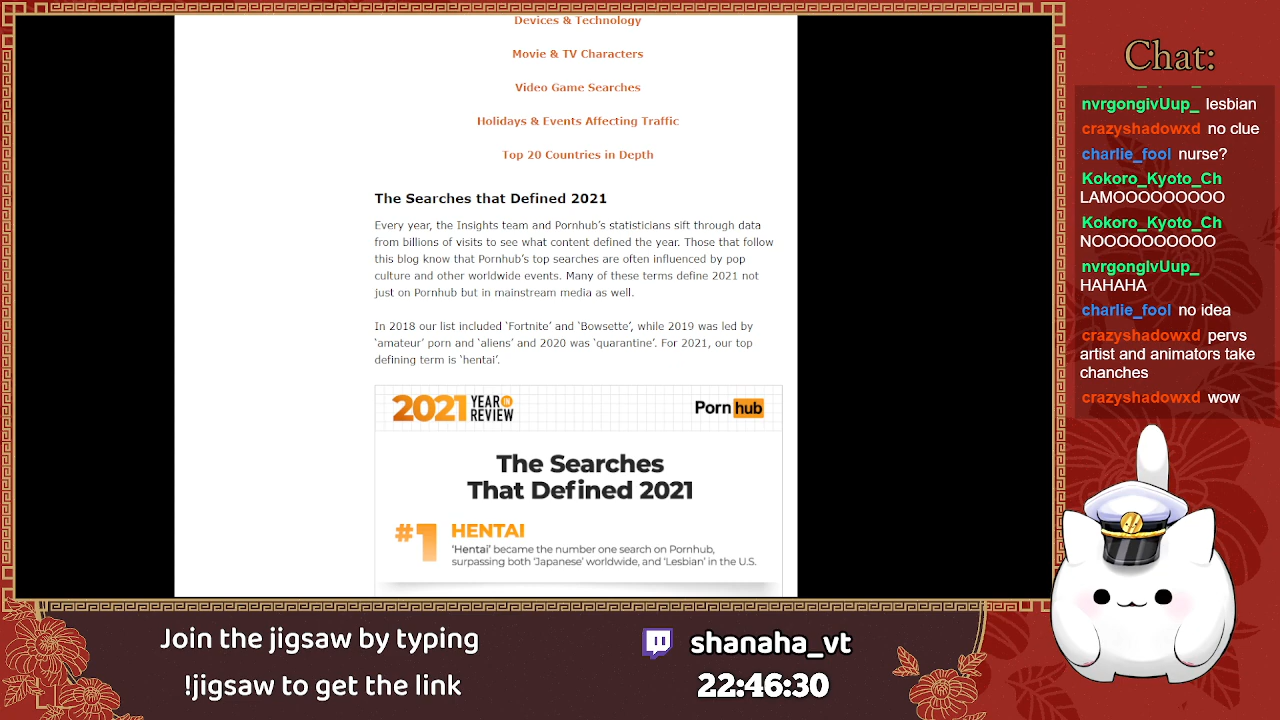 Devices & Technology
Movie & TV Characters
Video Game Searches
Holidays & Events Affecting Traffic
Top 20 Countries in Depth
The Searches that Defined 2021
Every year, the Insights team and Pornhub's statisticians sift through data
from billions of visits to see what content defined the year. Those that follow
this blog know that Pornhub's top searches are often influenced by pop
culture and other worldwide events. Many of these terms define 2021 not
just on Pornhub but in mainstream media as well.
In 2018 our list included 'Fortnite' and 'Bowsette', while 2019 was led by
'amateur' porn and 'aliens' and 2020 was 'quarantine'. For 2021, our top
defining term is 'hentai'.
2021 YEAR IN REVIEW
Porn hub
The Searches
That Defined 2021
#1 HENTAI
'Hentai' became the number one search on Pornhub,
surpassing both 'Japanese' worldwide, and 'Lesbian' in the U.S.
Chat:
nvrgongivUup_ lesbian
crazyshadowxd no clue
charlie_fool nurse?
Kokoro_Kyoto_Ch
LAMOOOOOOOOO
Kokoro_Kyoto_Ch
NOOOOOOOOOO
nvrgongivUup_
HAHAHA
charlie_fool no idea
crazyshadowxd pervs
artist and animators take
chanches
crazyshadowxd wow
Join the jigsaw by typing
!jigsaw to get the link
shanaha_vt
22:46:30